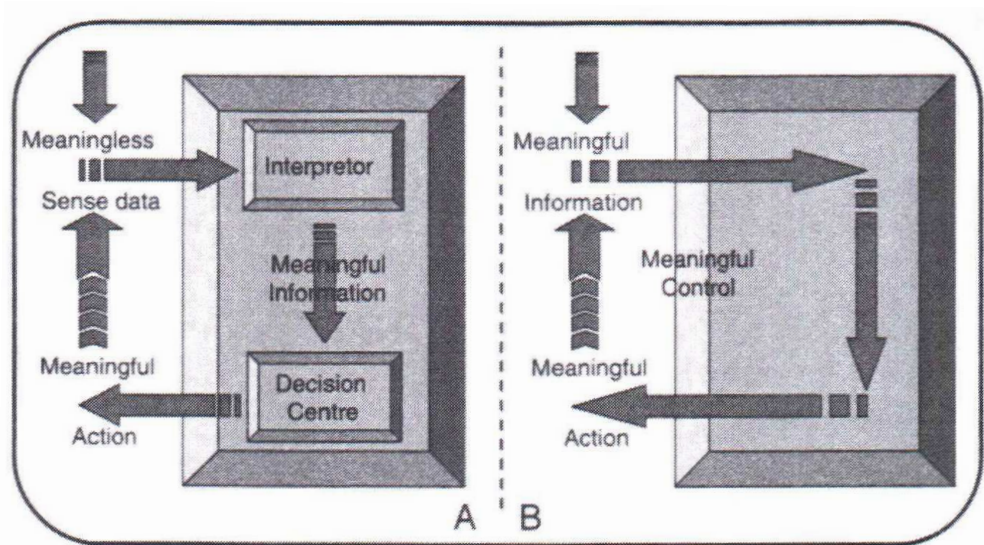 Meaningless
Sense data
Interpretor
Meaningful
Information
Decision
Centre
Meaningful
Action
A
B
Meaningful
Information
Meaningful
Control
Meaningful
Action